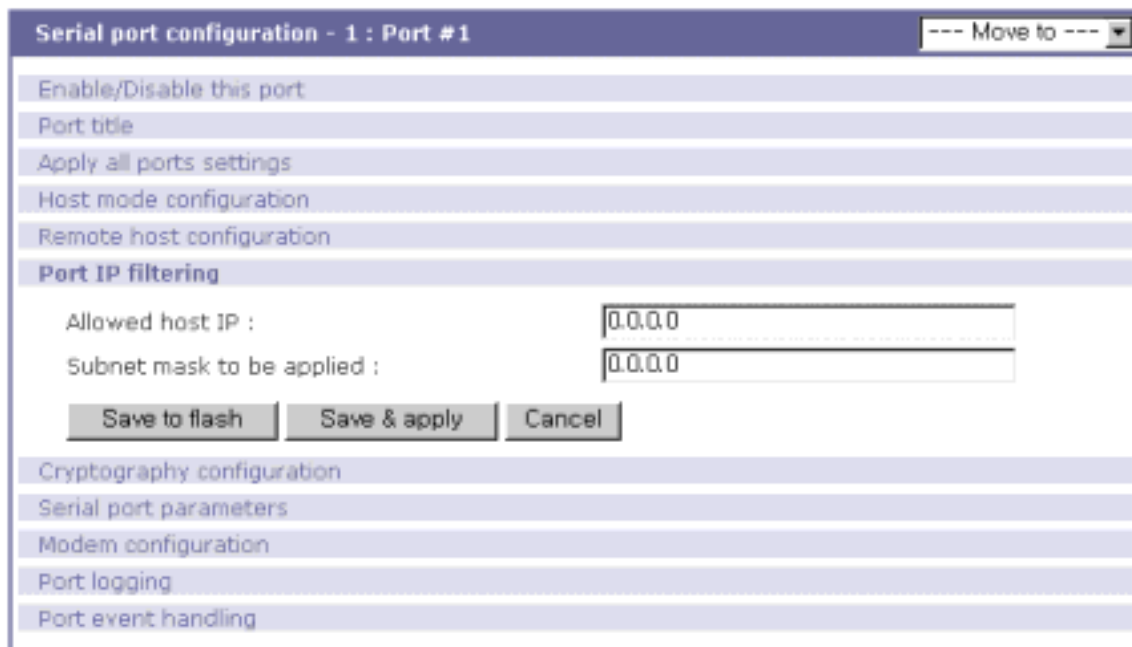 Serial port configuration - 1 : Port #1 --- Move to ---
Enable/Disable this port
Port title
Apply all ports settings
Host mode configuration
Remote host configuration
Port IP filtering
Allowed host IP : 0.0.0.0
Subnet mask to be applied : 0.0.0.0
Save to flash Save & apply Cancel
Cryptography configuration
Serial port parameters
Modem configuration
Port logging
Port event handling